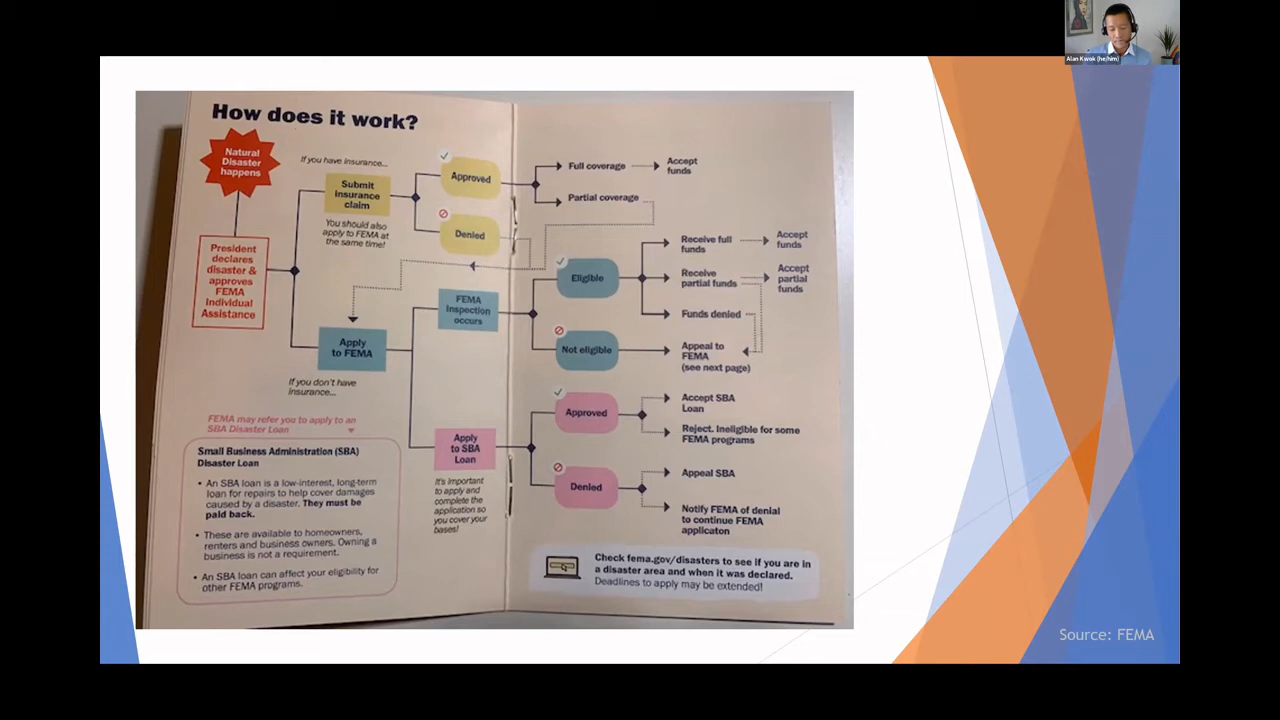 Alan Kwok (he/him)
How does it work?
Natural
Disaster
happens
President
declares
disaster &
approves
FEMA
Individual
Assistance
If you have insurance...
Submit
insurance
claim
You should also
apply to FEMA at
the same time!
Approved
Denied
Full coverage
Accept
funds
Partial coverage
Apply
to FEMA
If you don't have
insurance...
FEMA
Inspection
occurs
Eligible
Receive full
funds
Accept
funds
Receive
partial funds
Accept
partial
funds
Funds denied
Not eligible
Appeal to
FEMA
(see next page)
FEMA may refer you to apply to an
SBA Disaster Loan
Small Business Administration (SBA)
Disaster Loan
• An SBA loan is a low-interest, long-term
loan for repairs to help cover damages
caused by a disaster. They must be
paid back.
• These are available to homeowners,
renters and business owners. Owning a
business is not a requirement.
• An SBA loan can affect your eligibility for
other FEMA programs.
Apply
to SBA
Loan
It's important
to apply and
complete the
application so
you cover your
bases!
Approved
Accept SBA
Loan
Reject. Ineligible for some
FEMA programs
Denied
Appeal SBA
Notify FEMA of denial
to continue FEMA
applicaton
Check fema.gov/disasters to see if you are in
a disaster area and when it was declared.
Deadlines to apply may be extended!
Source: FEMA